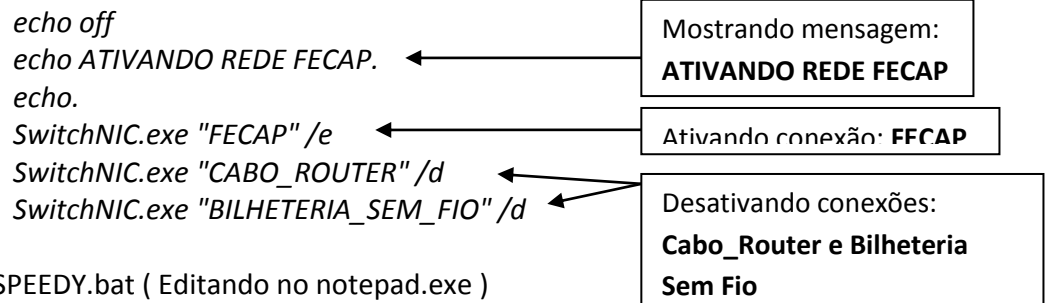 echo off
echo ATIVANDO REDE FECAP.
echo.
SwitchNIC.exe "FECAP" /e
SwitchNIC.exe "CABO_ROUTER" /d
SwitchNIC.exe "BILHETERIA_SEM_FIO" /d
Mostrando mensagem:
ATIVANDO REDE FECAP
Ativando conexão: FECAP
Desativando conexões:
Cabo_Router e Bilheteria
Sem Fio
SPEEDY.bat ( Editando no notepad.exe )